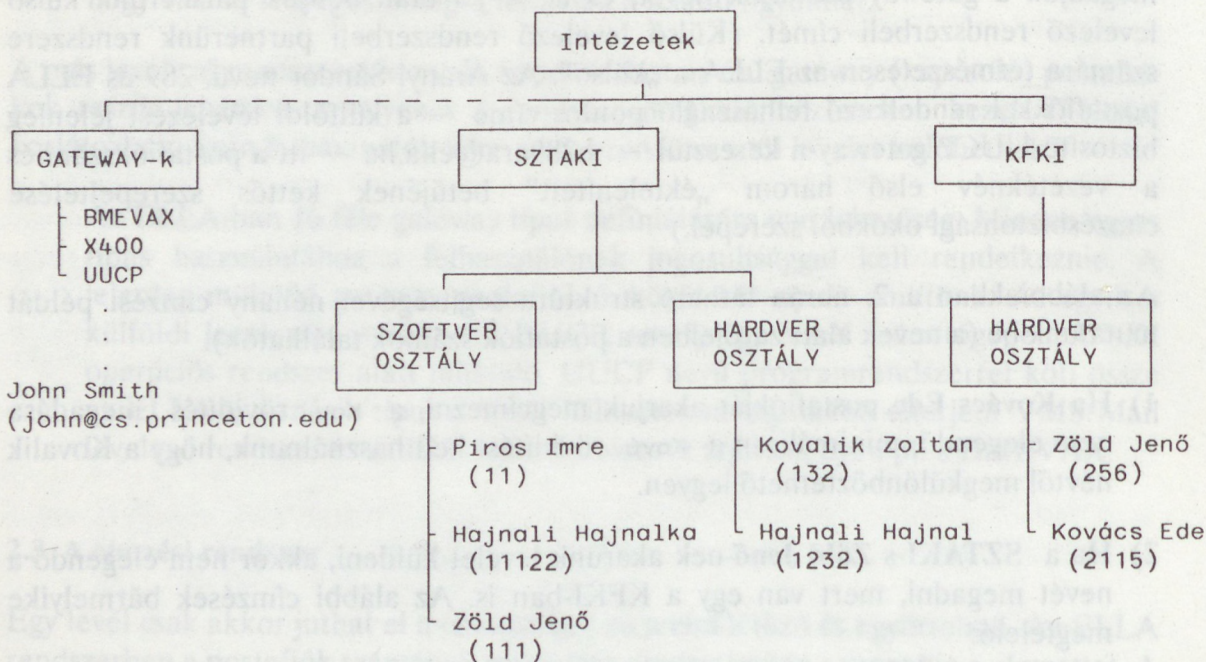 Intézetek
GATEWAY-k
SZTAKI
KFKI
BMEVAX
X400
UUCP
.
.
SZOFTVER
OSZTÁLY
HARDVER
OSZTÁLY
HARDVER
OSZTÁLY
John Smith
(john@cs.princeton.edu)
Piros Imre
(11)
Kovalik Zoltán
(132)
Zöld Jenő
(256)
Hajnali Hajnalka
(11122)
Hajnali Hajnal
(1232)
Kovács Ede
(2115)
Zöld Jenő
(111)